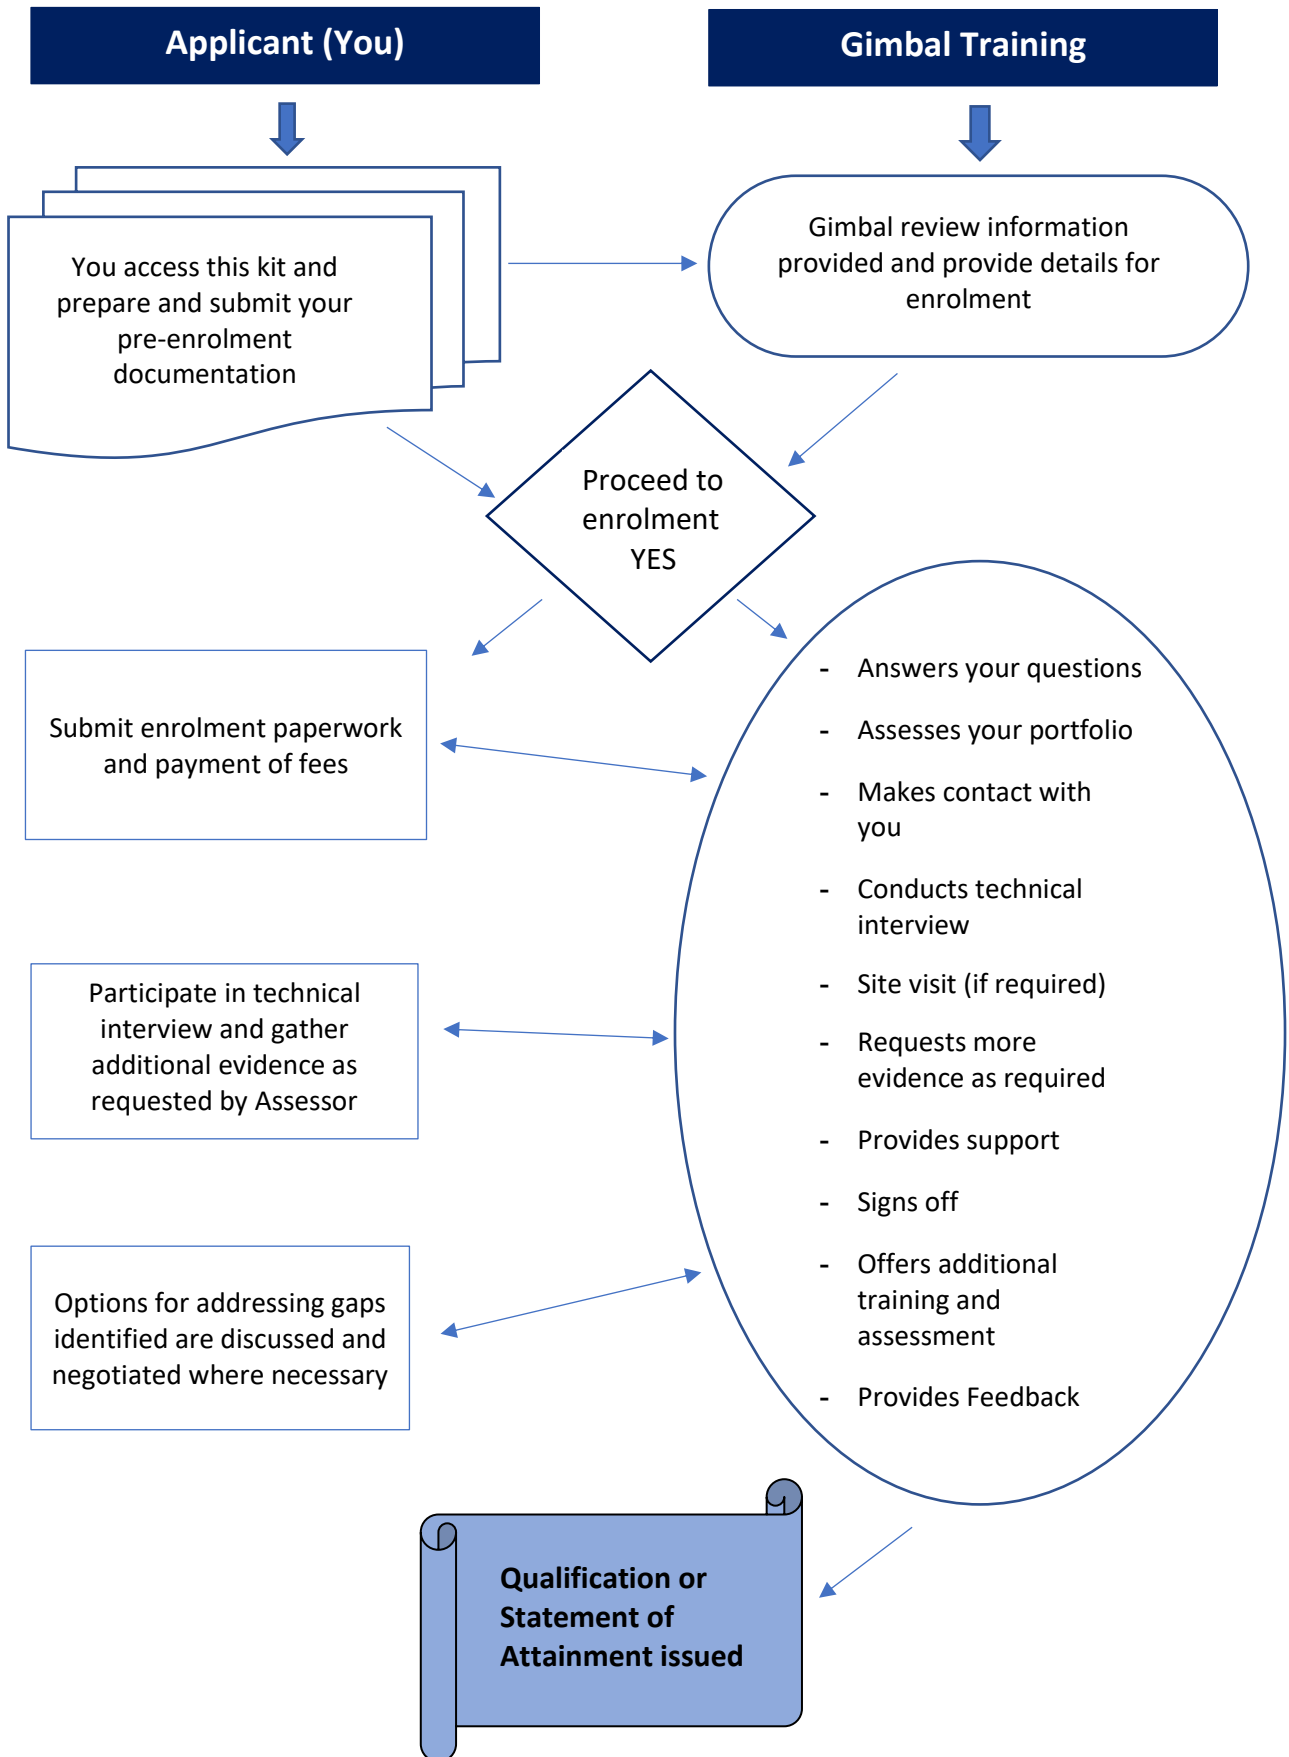 Applicant (You)
Gimbal Training
You access this kit and
prepare and submit your
pre-enrolment
documentation
Gimbal review information
provided and provide details for
enrolment
Proceed to
enrolment
YES
Submit enrolment paperwork
and payment of fees
Participate in technical
interview and gather
additional evidence as
requested by Assessor
Options for addressing gaps
identified are discussed and
negotiated where necessary
- Answers your questions
- Assesses your portfolio
- Makes contact with
you
- Conducts technical
interview
- Site visit (if required)
- Requests more
evidence as required
- Provides support
- Signs off
- Offers additional
training and
assessment
- Provides Feedback
Qualification or
Statement of
Attainment issued